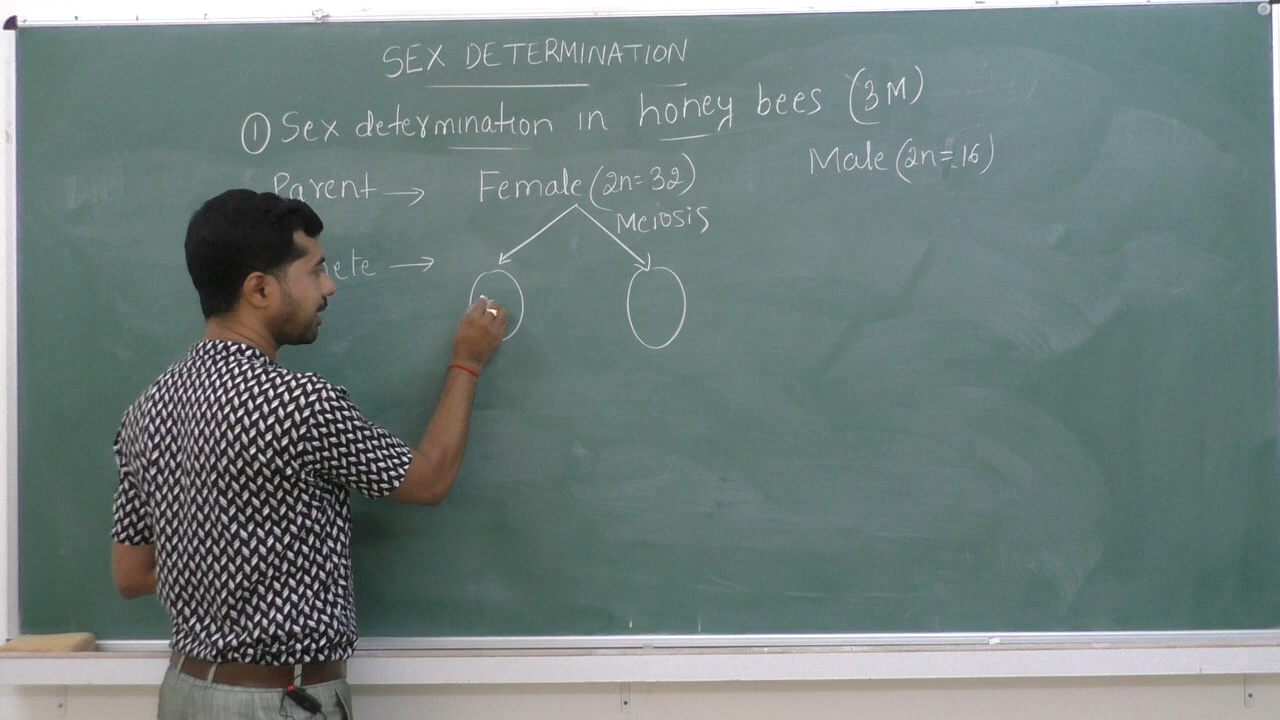 SEX DETERMINATION
① Sex determination in honey bees (3M)
Parent → Female (2n=32) Male (2n=16)
Meiosis
ete →